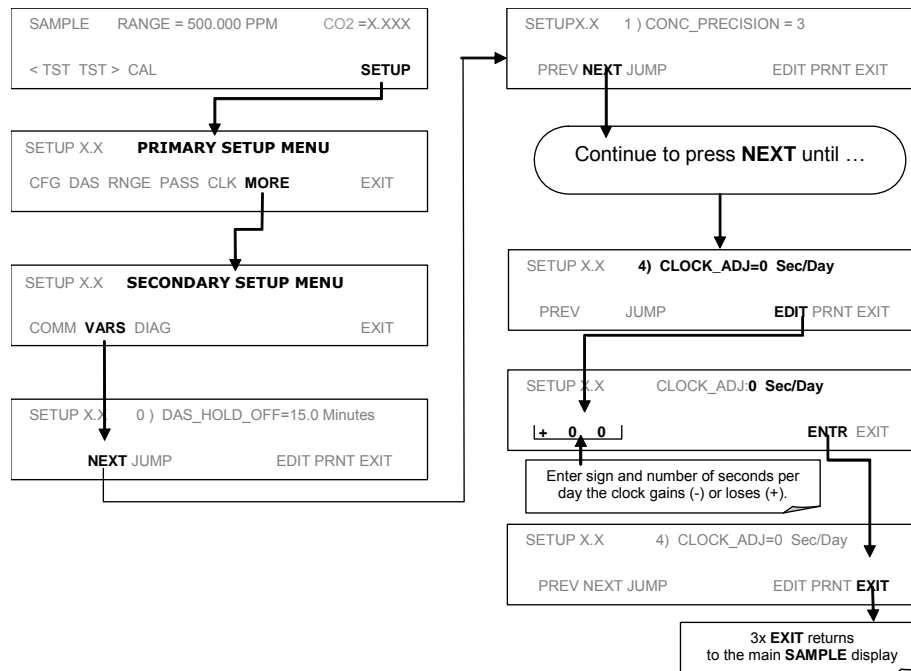 SAMPLE RANGE = 500.000 PPM CO2 =X.XXX
< TST TST > CAL SETUP
SETUP X.X PRIMARY SETUP MENU
CFG DAS RNGE PASS CLK MORE EXIT
SETUP X.X SECONDARY SETUP MENU
COMM VARS DIAG EXIT
SETUP X.X 0 ) DAS_HOLD_OFF=15.0 Minutes
NEXT JUMP EDIT PRNT EXIT
SETUPX.X 1 ) CONC_PRECISION = 3
PREV NEXT JUMP EDIT PRNT EXIT
Continue to press NEXT until …
SETUP X.X 4) CLOCK_ADJ=0 Sec/Day
PREV JUMP EDIT PRNT EXIT
SETUP X.X CLOCK_ADJ:0 Sec/Day
+ 0 0 ENTR EXIT
Enter sign and number of seconds per
day the clock gains (-) or loses (+).
SETUP X.X 4) CLOCK_ADJ=0 Sec/Day
PREV NEXT JUMP EDIT PRNT EXIT
3x EXIT returns
to the main SAMPLE display